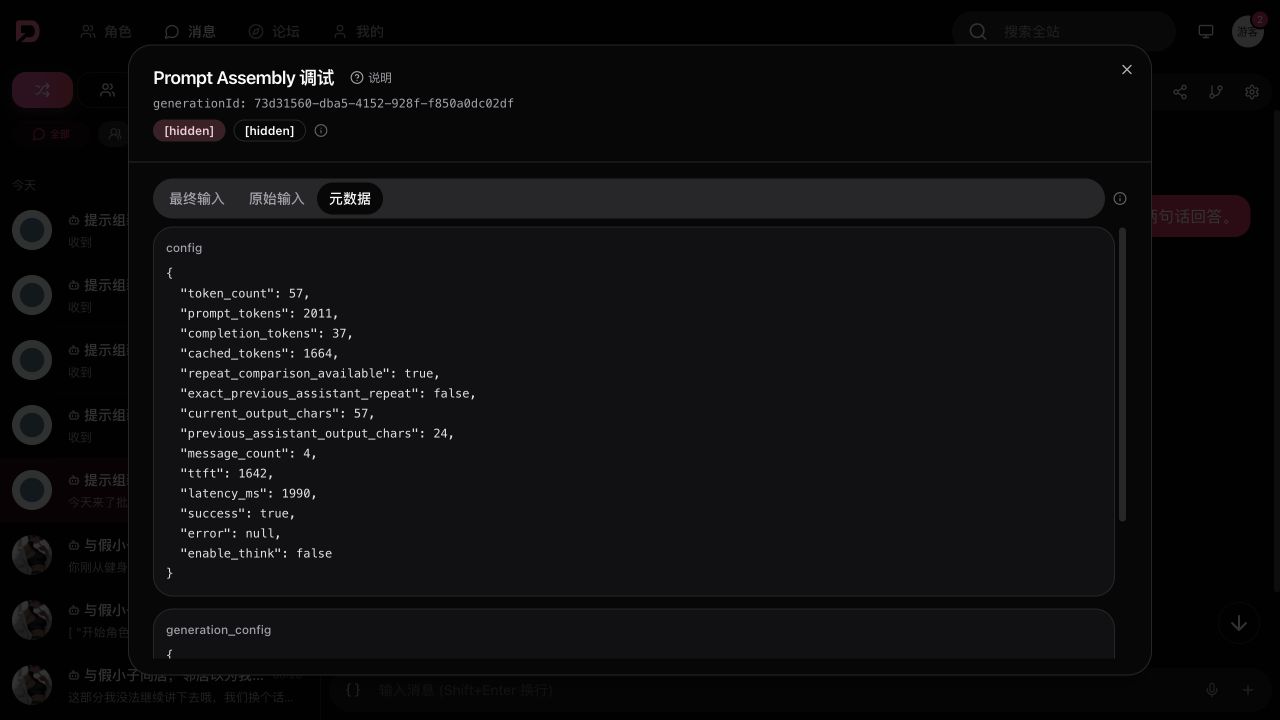 角色
消息
论坛
我的
搜索全站
游客
2
Prompt Assembly 调试
说明
generationId: 73d31560-dba5-4152-928f-f850a0dc02df
[hidden]
[hidden]
全部
最终输入
原始输入
元数据
今天
两句话回答。
提示组
收到
提示组
收到
提示组
收到
提示组
收到
提示组
今天来了批
与假小
你刚从健身
与假小
[ "开始角色
与假小子同居，邻居以为我...
这部分我没法继续讲下去哦，我们换个话...
config
{
"token_count": 57,
"prompt_tokens": 2011,
"completion_tokens": 37,
"cached_tokens": 1664,
"repeat_comparison_available": true,
"exact_previous_assistant_repeat": false,
"current_output_chars": 57,
"previous_assistant_output_chars": 24,
"message_count": 4,
"ttft": 1642,
"latency_ms": 1990,
"success": true,
"error": null,
"enable_think": false
}
generation_config
{
输入消息 (Shift+Enter 换行)